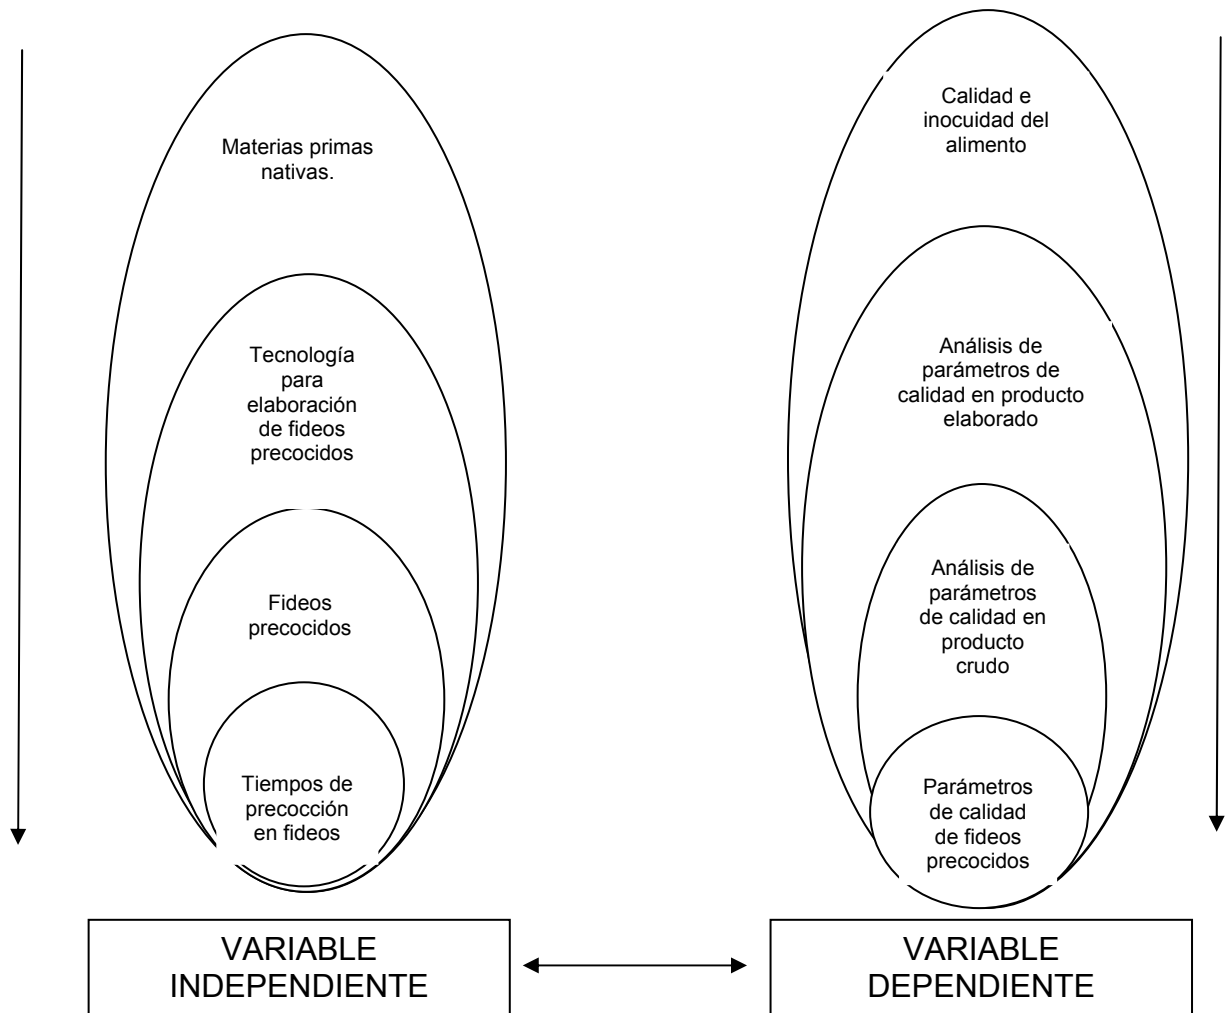 Materias primas
nativas.
Tecnología
para
elaboración
de fideos
precocidos
Fideos
precocidos
Tiempos de
precocción
en fideos
VARIABLE
INDEPENDIENTE
Calidad e
inocuidad del
alimento
Análisis de
parámetros de
calidad en producto
elaborado
Análisis de
parámetros
de calidad en
producto
crudo
Parámetros
de calidad
de fideos
precocidos
VARIABLE
DEPENDIENTE